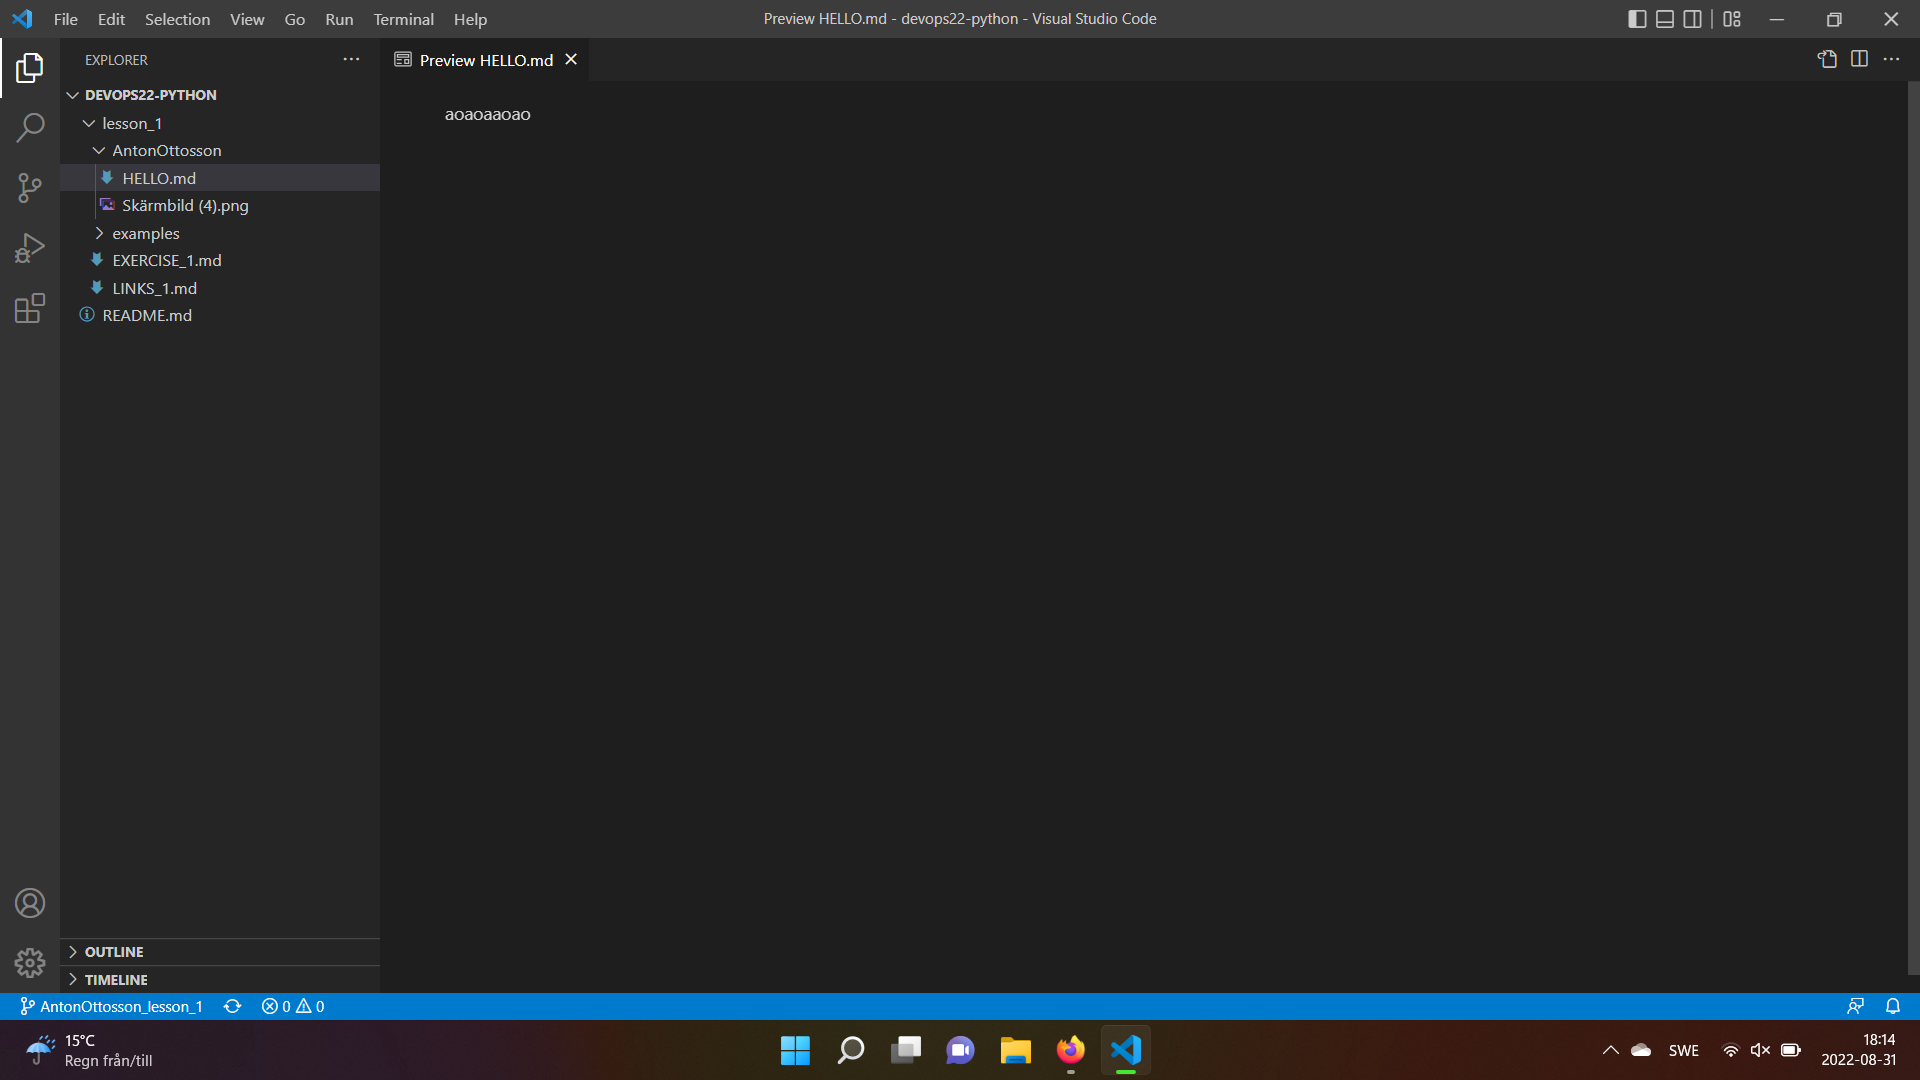 File Edit Selection View Go Run Terminal Help
Preview HELLO.md - devops22-python - Visual Studio Code
EXPLORER
Preview HELLO.md
DEVOPS22-PYTHON
lesson_1
AntonOttosson
HELLO.md
Skärmbild (4).png
examples
EXERCISE_1.md
LINKS_1.md
README.md
aoaoaaoao
OUTLINE
TIMELINE
AntonOttosson_lesson_1 0 0
15°C
Regn från/till
SWE
18:14
2022-08-31